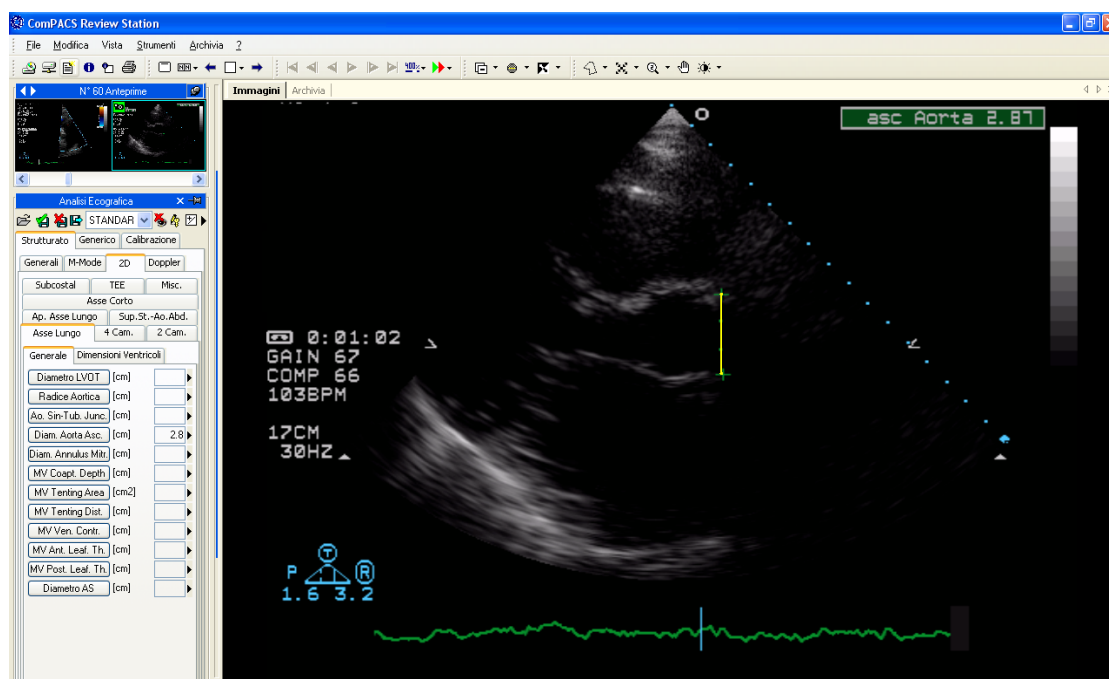 ComPACS Review Station
File Modifica Vista Strumenti Archivia ?
N° 60 Anteprime
Immagini Archivia
asc Aorta 2.87
Analisi Ecografica
STANDAR
Strutturato Generico Calibrazione
Generali M-Mode 2D Doppler
Subcostal TEE Misc.
Asse Corto
Ap. Asse Lungo Sup.St.-Ao.Abd.
Asse Lungo 4 Cam. 2 Cam.
Generale Dimensioni Ventricoli
Diametro LVOT [cm]
Radice Aortica [cm]
Ao. Sin-Tub. Junc. [cm]
Diam. Aorta Asc. [cm] 2.8
Diam. Annulus Mitr. [cm]
MV Coapt. Depth [cm]
MV Tenting Area [cm2]
MV Tenting Dist. [cm]
MV Ven. Contr. [cm]
MV Ant. Leaf. Th. [cm]
MV Post. Leaf. Th. [cm]
Diametro AS [cm]
0:01:02
GAIN 67
COMP 66
103BPM
17CM
30HZ
T
P R
1.6 3.2